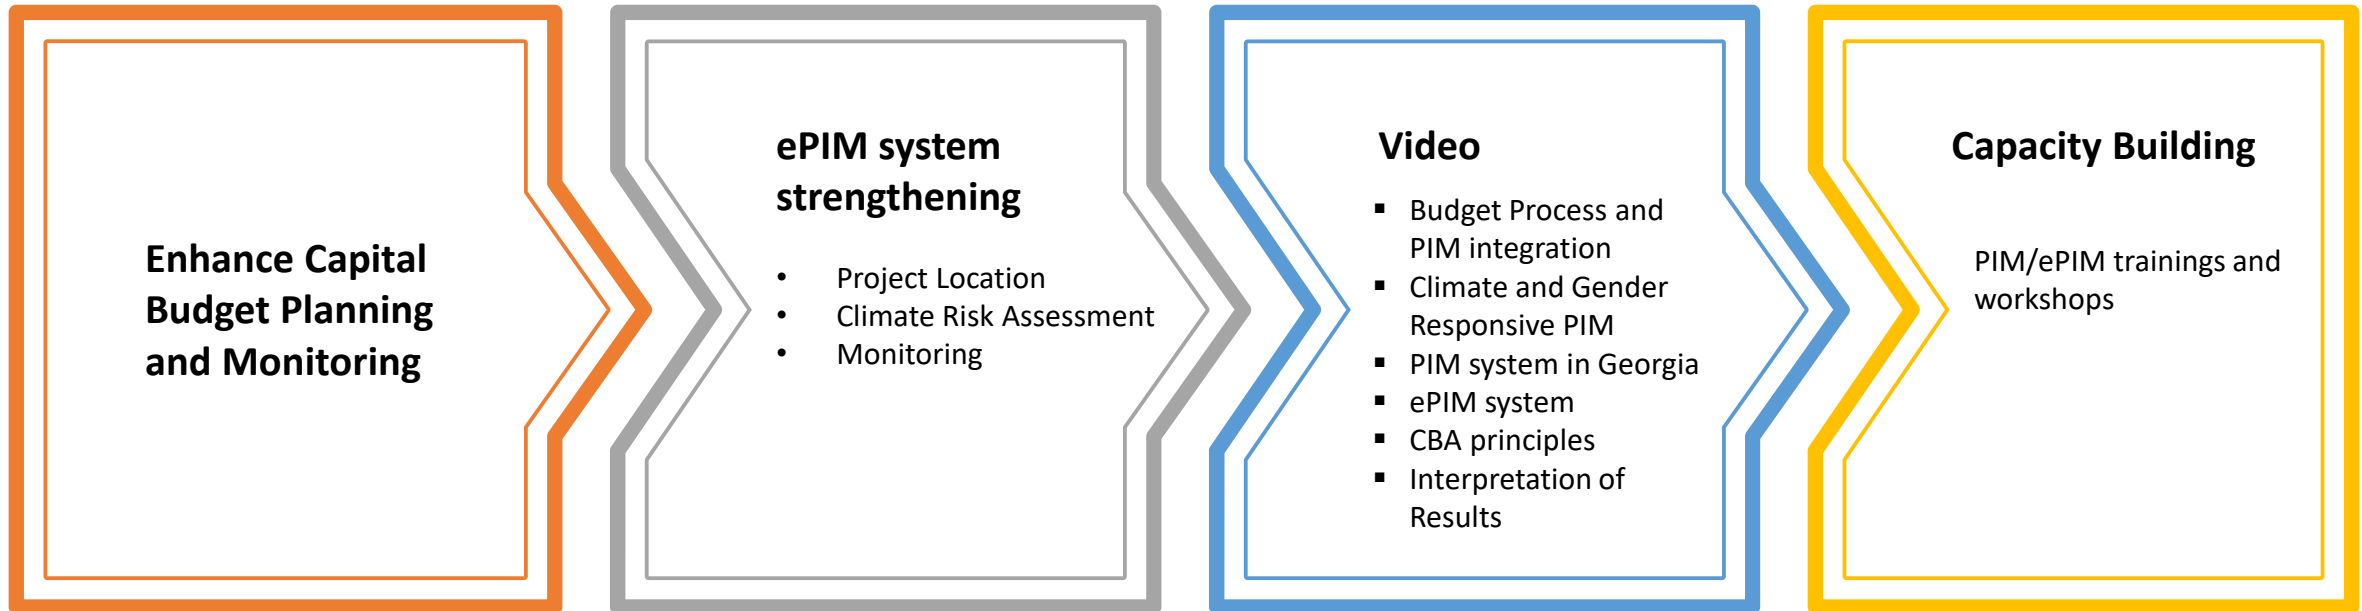 Enhance Capital
Budget Planning
and Monitoring
ePIM system
strengthening
• Project Location
• Climate Risk Assessment
• Monitoring
Video
▪ Budget Process and
PIM integration
▪ Climate and Gender
Responsive PIM
▪ PIM system in Georgia
▪ ePIM system
▪ CBA principles
▪ Interpretation of
Results
Capacity Building
PIM/ePIM trainings and
workshops